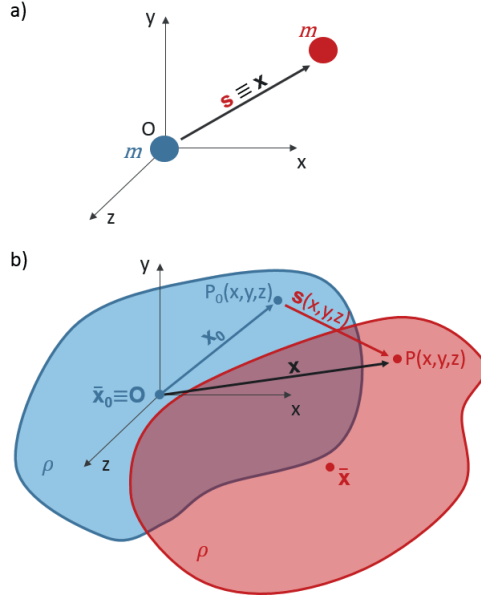 a)
y
m
s ≡ x
O
m
x
z
b)
y
P₀(x,y,z)
s(x,y,z)
x₀
x
P(x,y,z)
x̄₀≡O
x
z
ρ
x̄
ρ